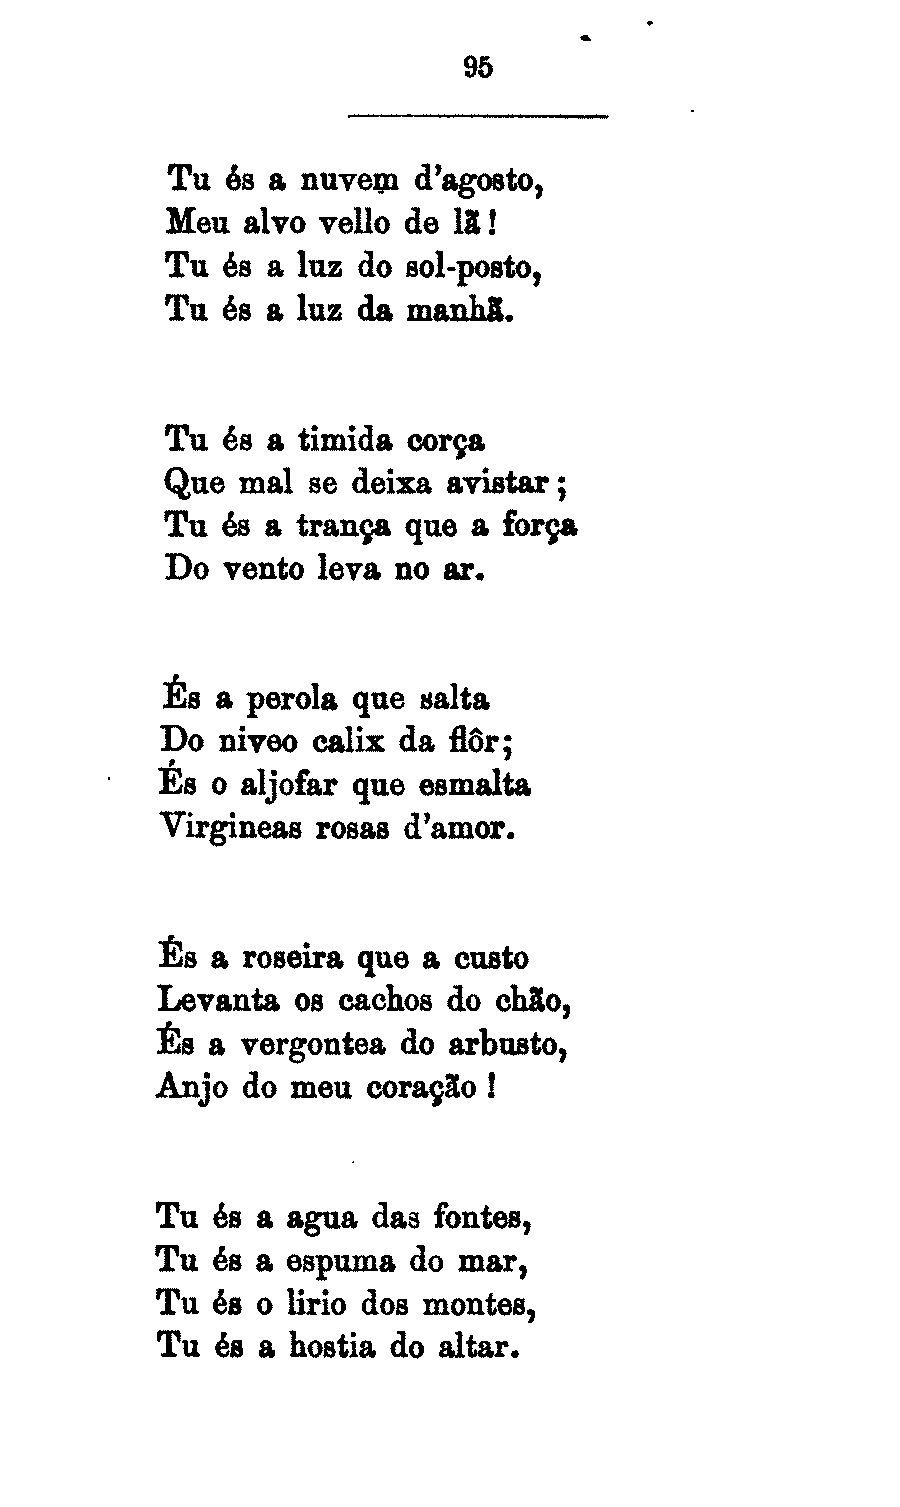 95
Tu és a nuvem d'agosto,
Meu alvo vello de lã!
Tu és a luz do sol-posto,
Tu és a luz da manhã.
Tu és a timida corça
Que mal se deixa avistar;
Tu és a trança que a força
Do vento leva no ar.
És a perola que salta
Do niveo calix da flôr;
És o aljofar que esmalta
Virgineas rosas d'amor.
És a roseira que a custo
Levanta os cachos do chão,
És a vergontea do arbusto,
Anjo do meu coração!
Tu és a agua das fontes,
Tu és a espuma do mar,
Tu és o lirio dos montes,
Tu és a hostia do altar.